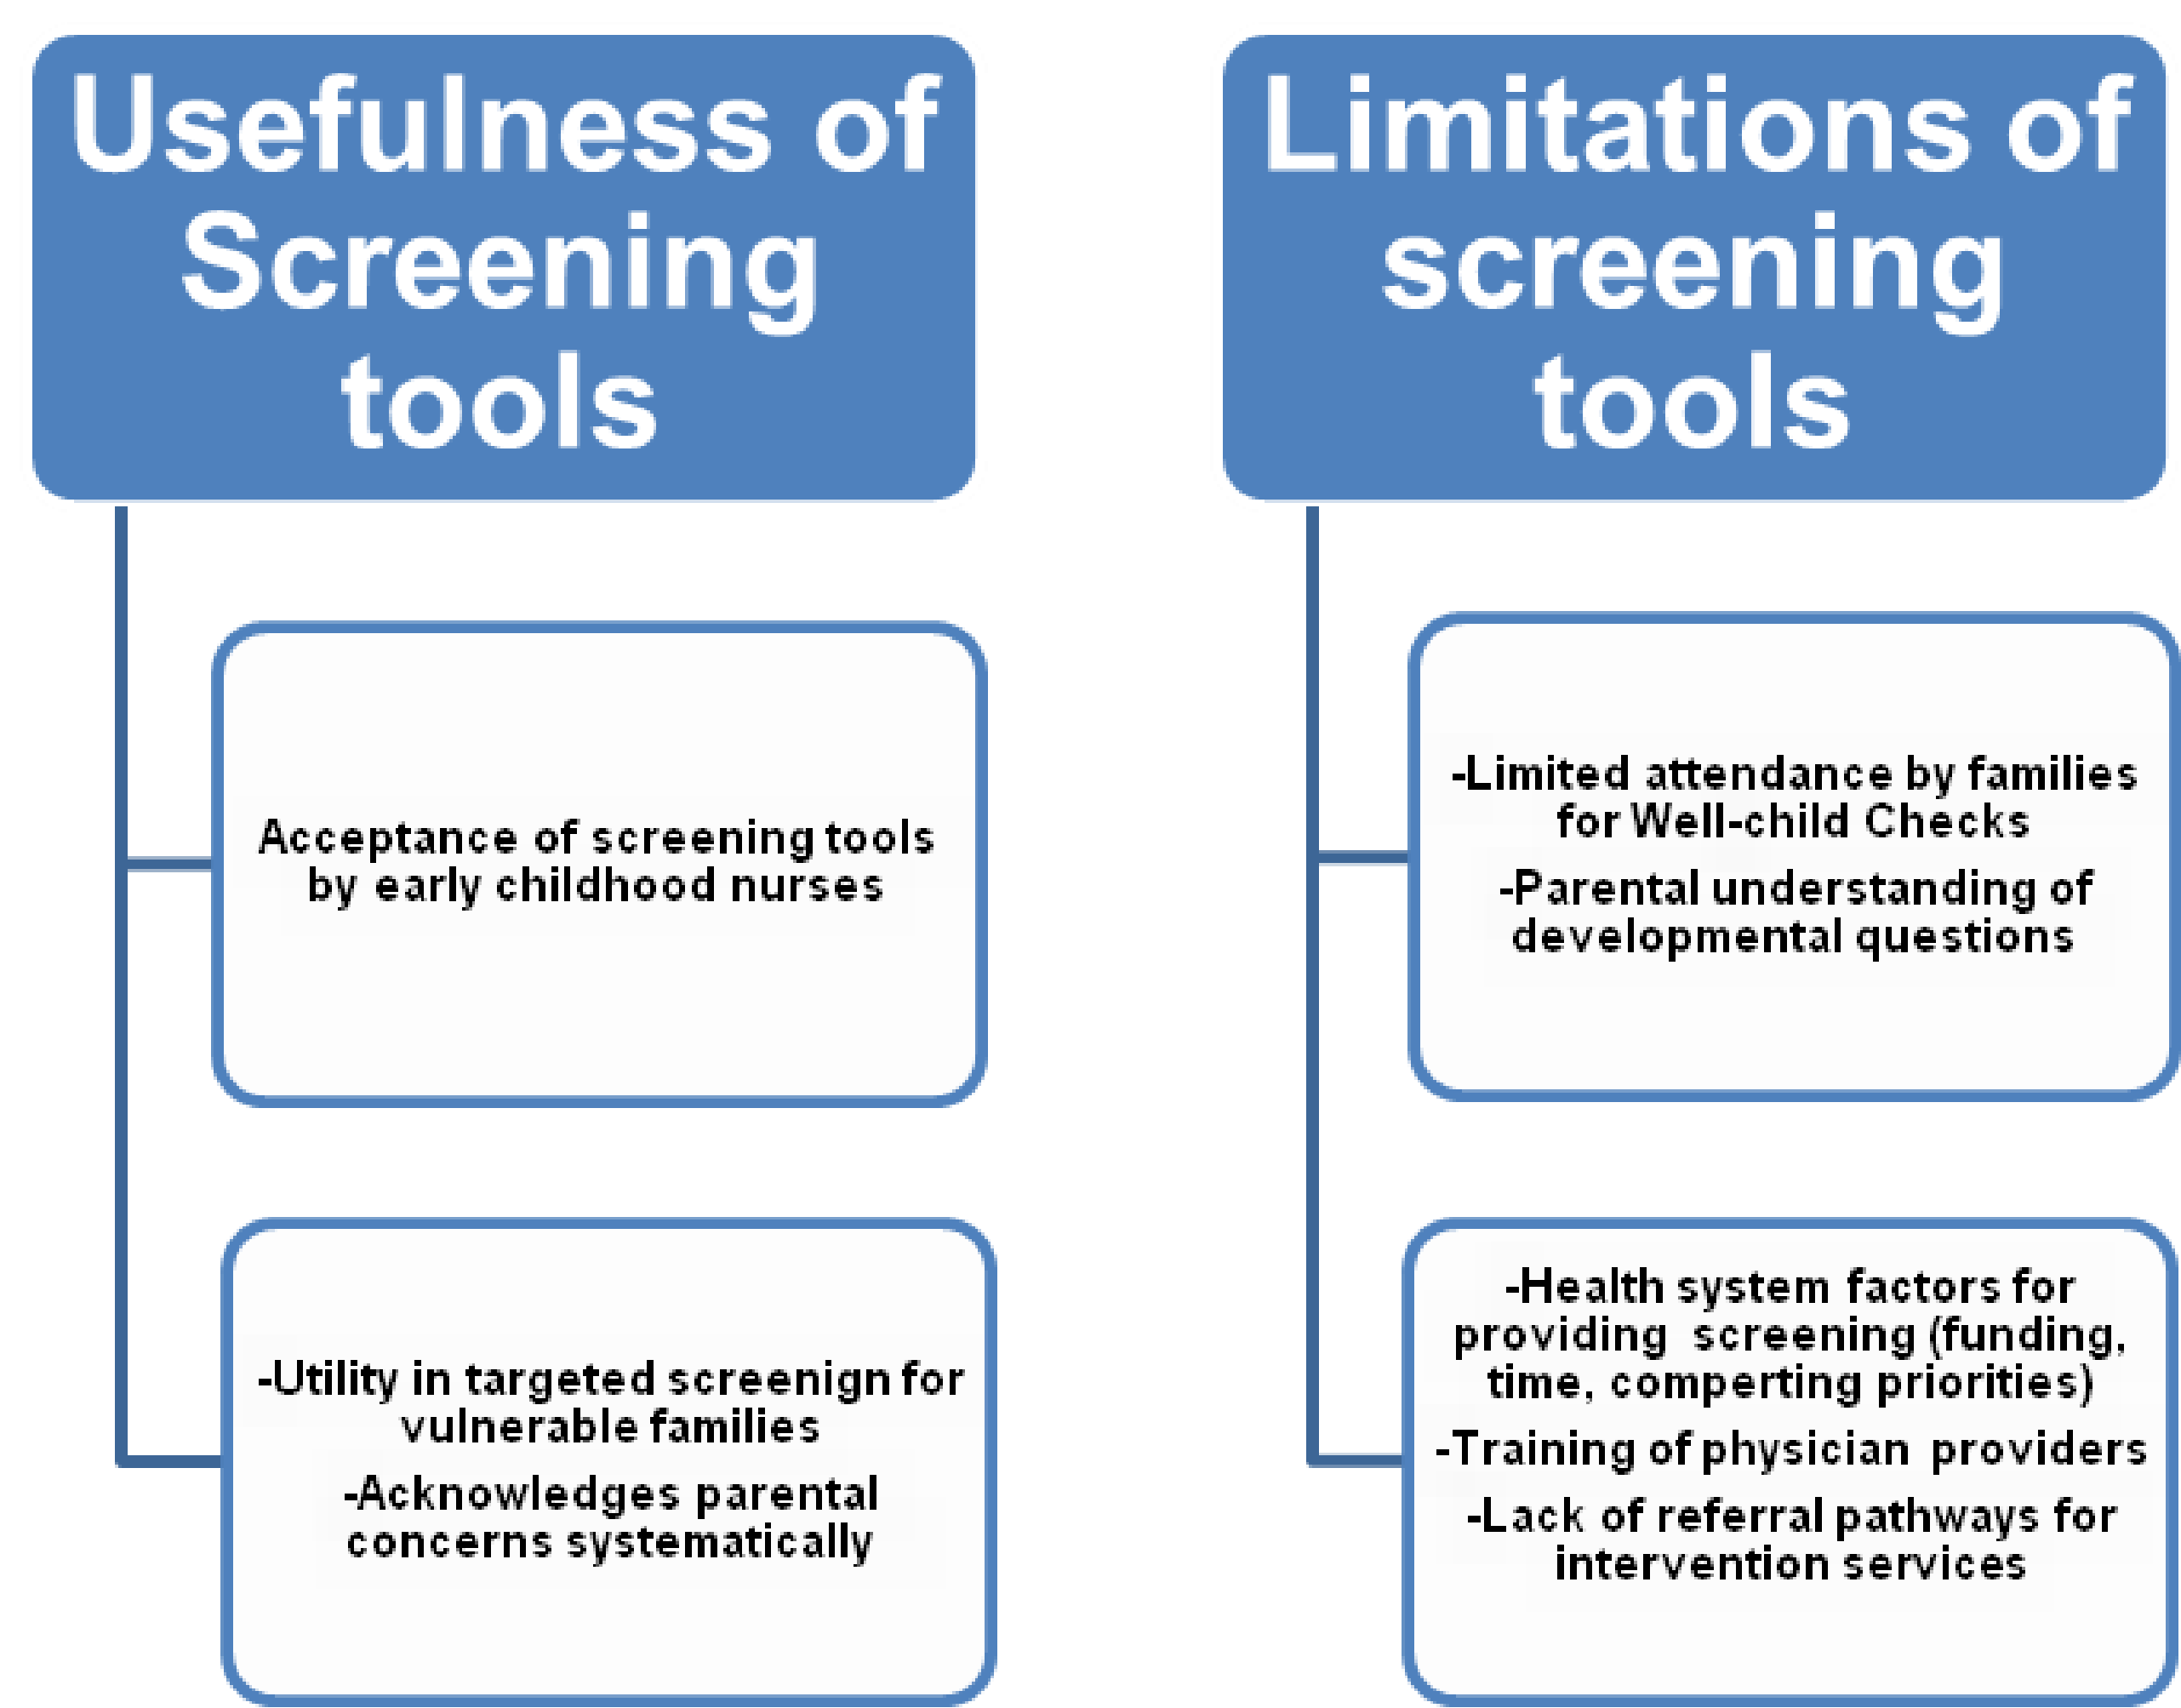 Usefulness of
Screening
tools
Acceptance of screening tools
by early childhood nurses
-Utility in targeted screenign for
vulnerable families
-Acknowledges parental
concerns systematically
Limitations of
screening
tools
-Limited attendance by families
for Well-child Checks
-Parental understanding of
developmental questions
-Health system factors for
providing  screening (funding,
time, comperting priorities)
-Training of physician  providers
-Lack of referral pathways for
intervention services